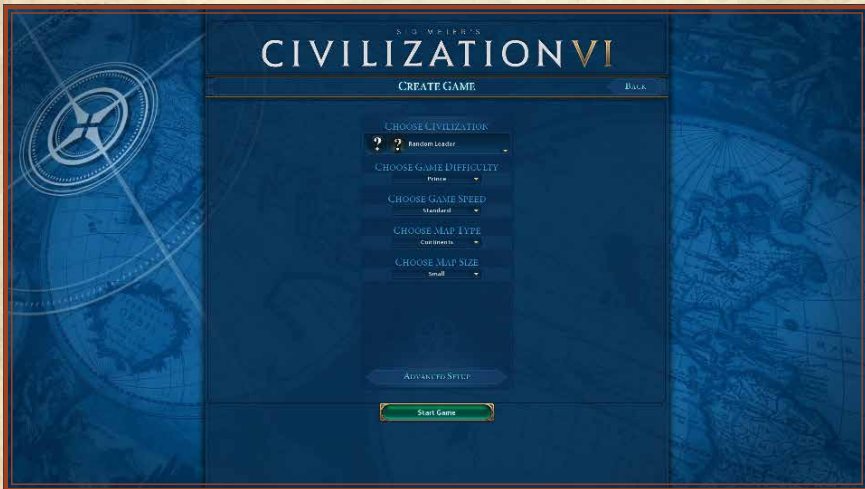 SID MEIER'S
CIVILIZATION VI
CREATE GAME
BACK
CHOOSE CIVILIZATION
? ? Random Leader
CHOOSE GAME DIFFICULTY
Prince
CHOOSE GAME SPEED
Standard
CHOOSE MAP TYPE
Continents
CHOOSE MAP SIZE
Small
ADVANCED SETUP
Start Game